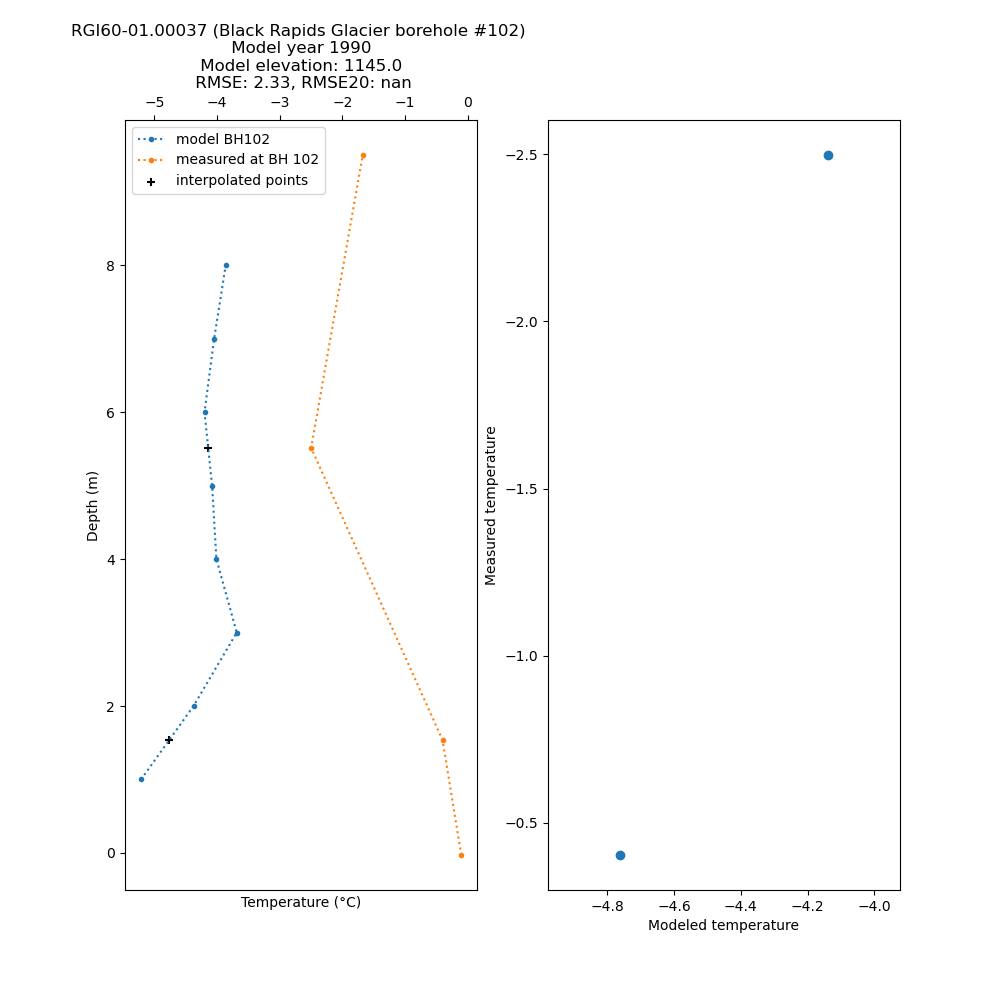 RGI60-01.00037 (Black Rapids Glacier borehole #102)
Model year 1990
Model elevation: 1145.0
RMSE: 2.33, RMSE20: nan
−5 −4 −3 −2 −1 0
model BH102
measured at BH 102
interpolated points
8
6
4
2
0
Depth (m)
Temperature (°C)
−2.5
−2.0
−1.5
−1.0
−0.5
Measured temperature
−4.8 −4.6 −4.4 −4.2 −4.0
Modeled temperature